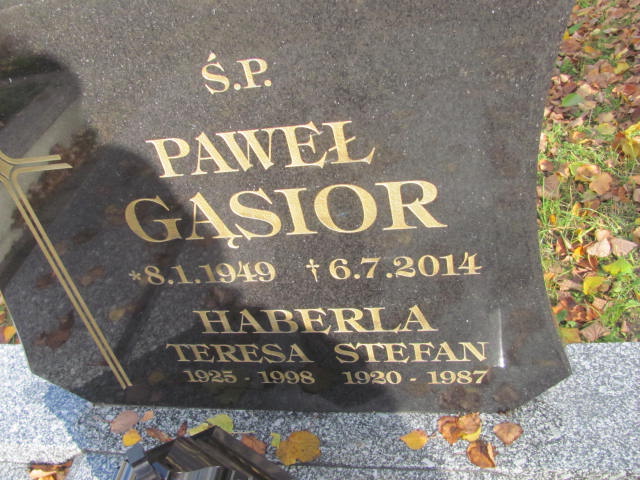 Ś.P.
PAWEŁ
GĄSIOR
*8.1.1949 †6.7.2014
HABERLA
TERESA STEFAN
1925 - 1998 1920 - 1987